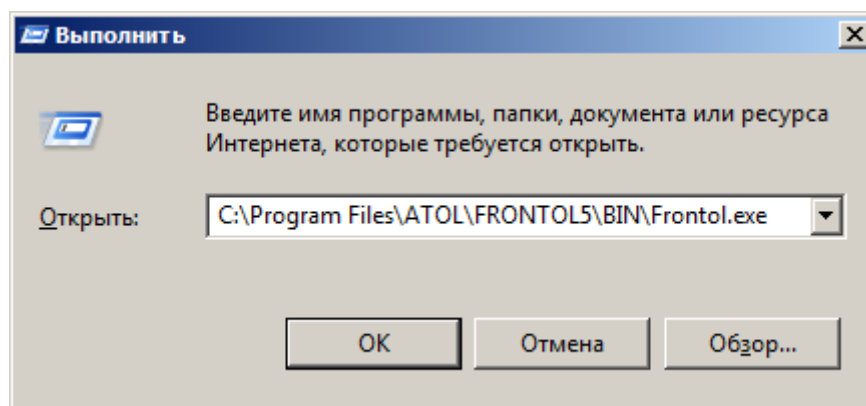 Выполнить
Введите имя программы, папки, документа или ресурса
Интернета, которые требуется открыть.
Открыть: C:\Program Files\ATOL\FRONTOL5\BIN\Frontol.exe
OK Отмена Обзор...